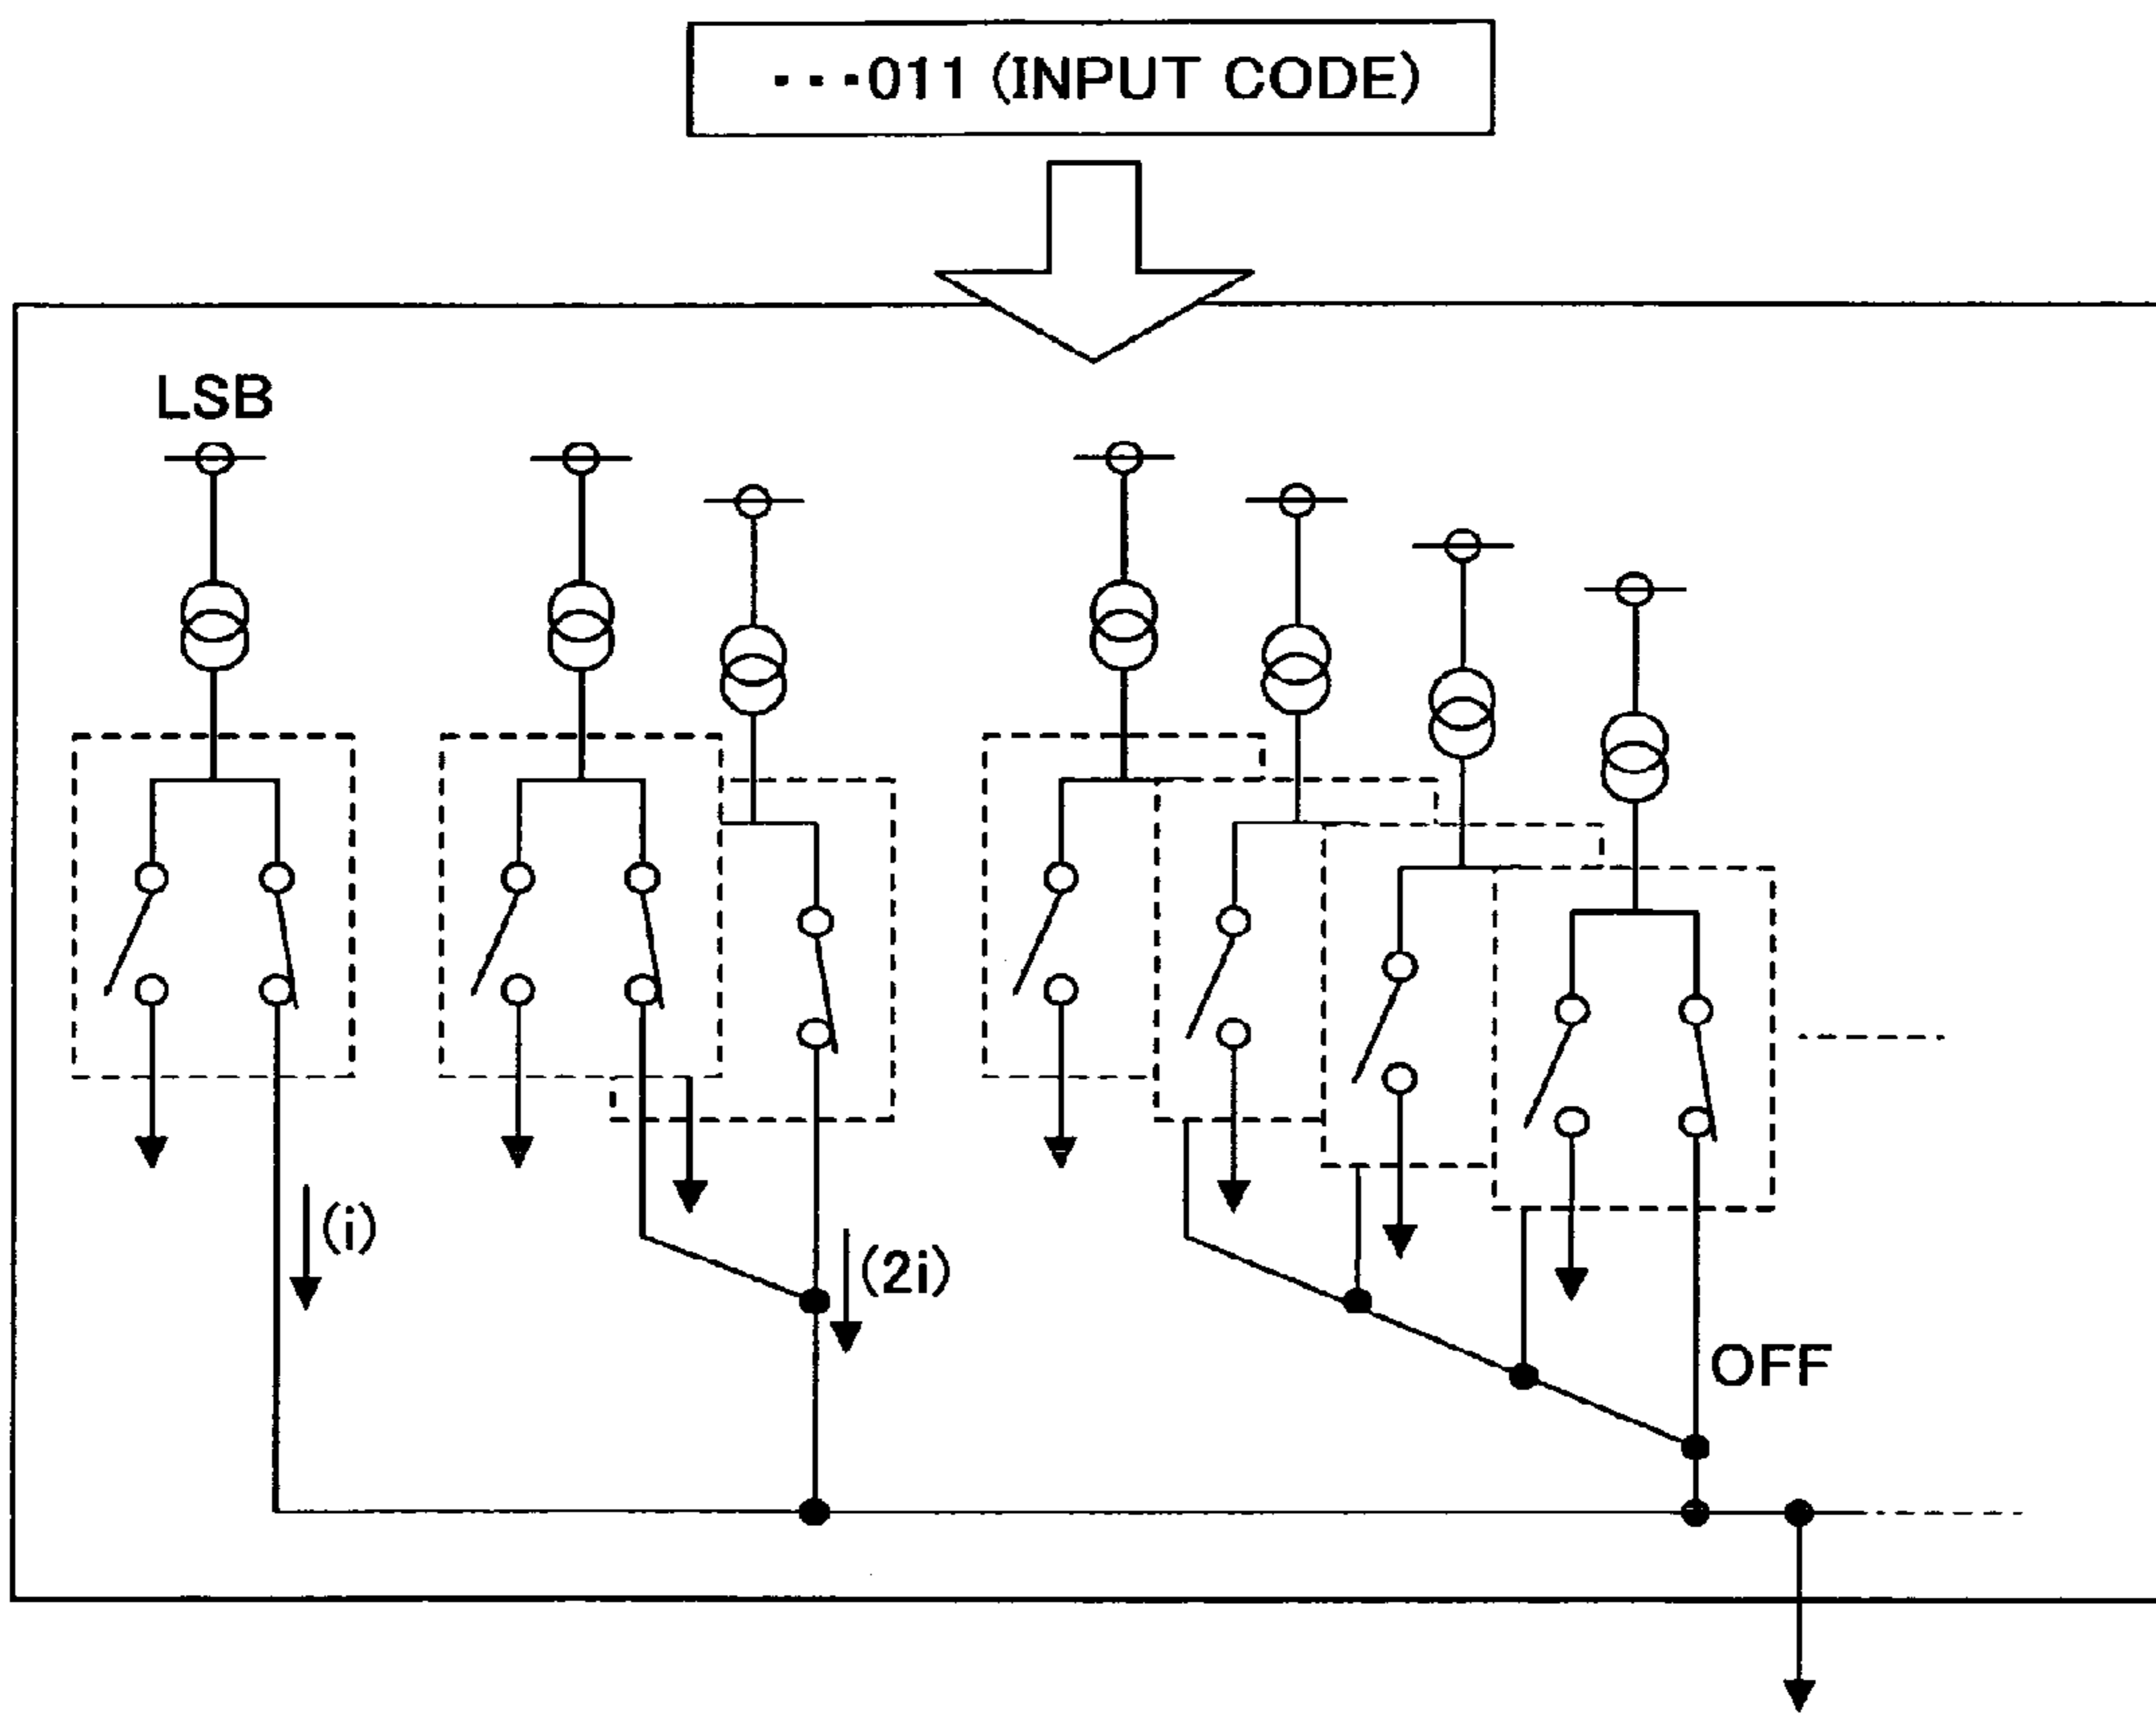 ･･･011 (INPUT CODE)
LSB
(i)
(2i)
OFF